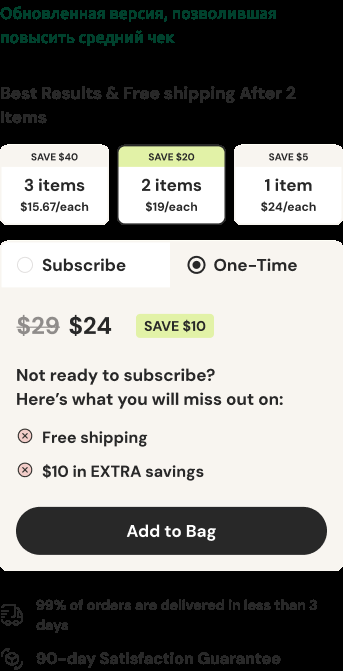 Обновленная версия, позволившая
повысить средний чек
Best Results & Free shipping After 2
Items
SAVE $40
SAVE $20
SAVE $5
3 items
2 items
1 item
$15.67/each
$19/each
$24/each
Subscribe
One-Time
$29 $24 SAVE $10
Not ready to subscribe?
Here's what you will miss out on:
Free shipping
$10 in EXTRA savings
Add to Bag
99% of orders are delivered in less than 3
days
90-day Satisfaction Guarantee